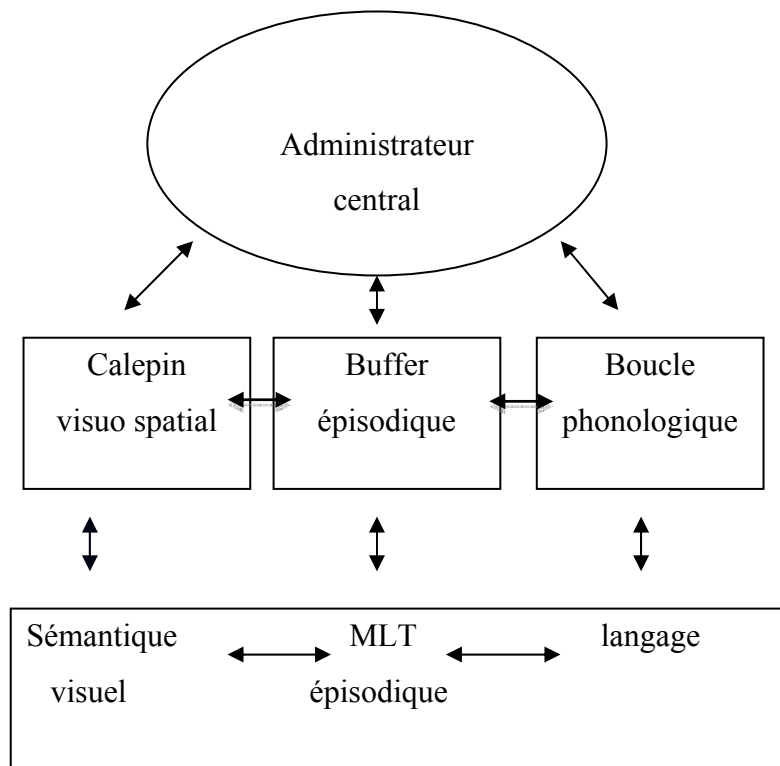 Administrateur
central
Calepin
visuo spatial
Buffer
épisodique
Boucle
phonologique
Sémantique
visuel
MLT
épisodique
langage